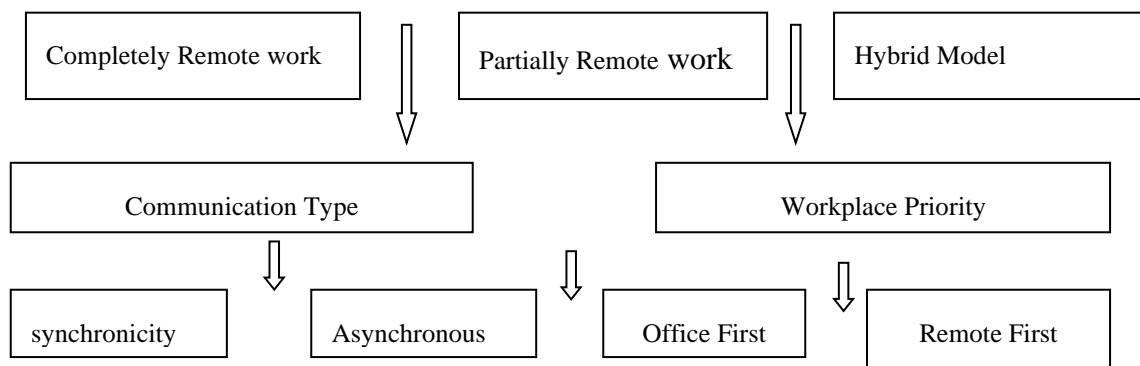 Completely Remote work
Partially Remote work
Hybrid Model
Communication Type
Workplace Priority
synchronicity
Asynchronous
Office First
Remote First